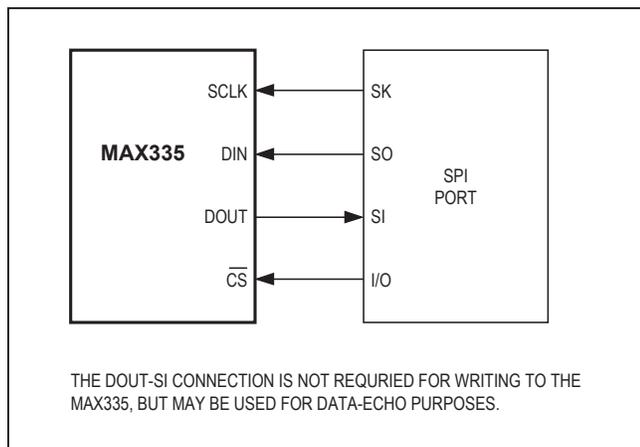 SCLK SK
MAX335 DIN SO
SPI
PORT
DOUT SI
C̅S̅ I/O
THE DOUT-SI CONNECTION IS NOT REQURIED FOR WRITING TO THE
MAX335, BUT MAY BE USED FOR DATA-ECHO PURPOSES.